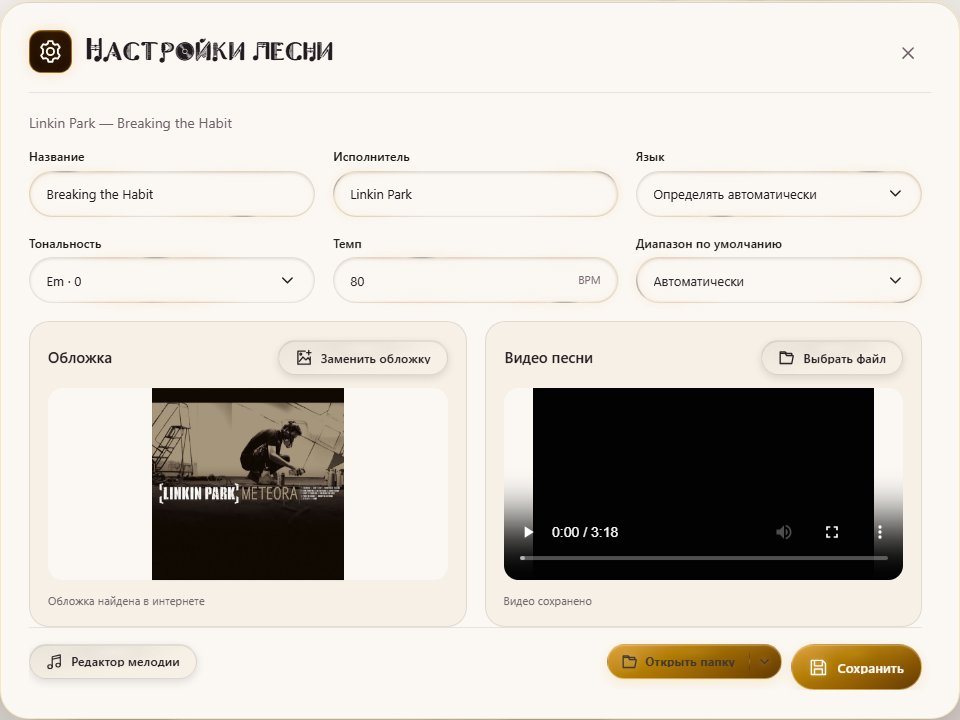 Настройки песни
Linkin Park — Breaking the Habit
Название
Исполнитель
Язык
Breaking the Habit
Linkin Park
Определять автоматически
Тональность
Темп
Диапазон по умолчанию
Em · 0
80
BPM
Автоматически
Обложка
Заменить обложку
Видео песни
Выбрать файл
[LINKIN PARK] METEORA
0:00 / 3:18
Обложка найдена в интернете
Видео сохранено
Редактор мелодии
Открыть папку
Сохранить